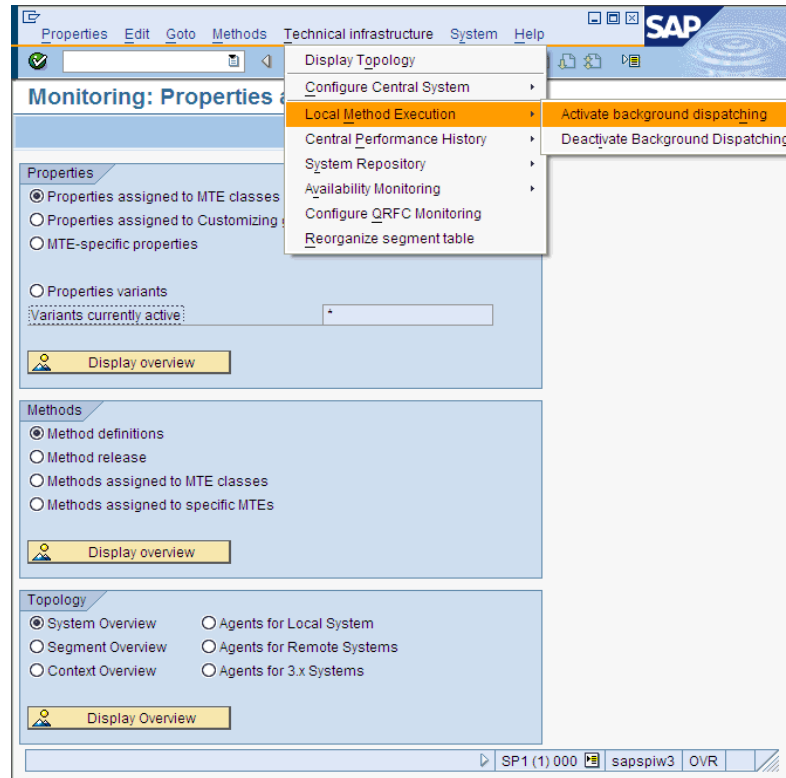 Properties Edit Goto Methods Technical infrastructure System Help
SAP
Display Topology
Configure Central System
Monitoring: Properties
Local Method Execution
Activate background dispatching
Central Performance History
Deactivate Background Dispatching
System Repository
Availability Monitoring
Configure QRFC Monitoring
Reorganize segment table
Properties
Properties assigned to MTE classes
Properties assigned to Customizing
MTE-specific properties
Properties variants
Variants currently active *
Display overview
Methods
Method definitions
Method release
Methods assigned to MTE classes
Methods assigned to specific MTEs
Display overview
Topology
System Overview Agents for Local System
Segment Overview Agents for Remote Systems
Context Overview Agents for 3.x Systems
Display Overview
SP1 (1) 000 sapspiw3 OVR